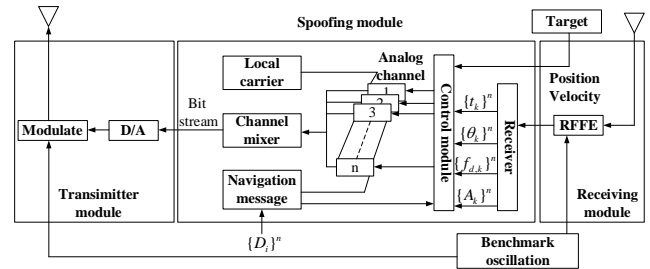 Spoofing module
Target
Local
carrier
Analog
channel
1
2
3
n
Control module
{t_k}^n
{θ_k}^n
{f_{d,k}}^n
{A_k}^n
Receiver
Position
Velocity
RFFE
Receiving
module
Bit
stream
Modulate
D/A
Channel
mixer
Transimitter
module
Navigation
message
{D_i}^n
Benchmark
oscillation